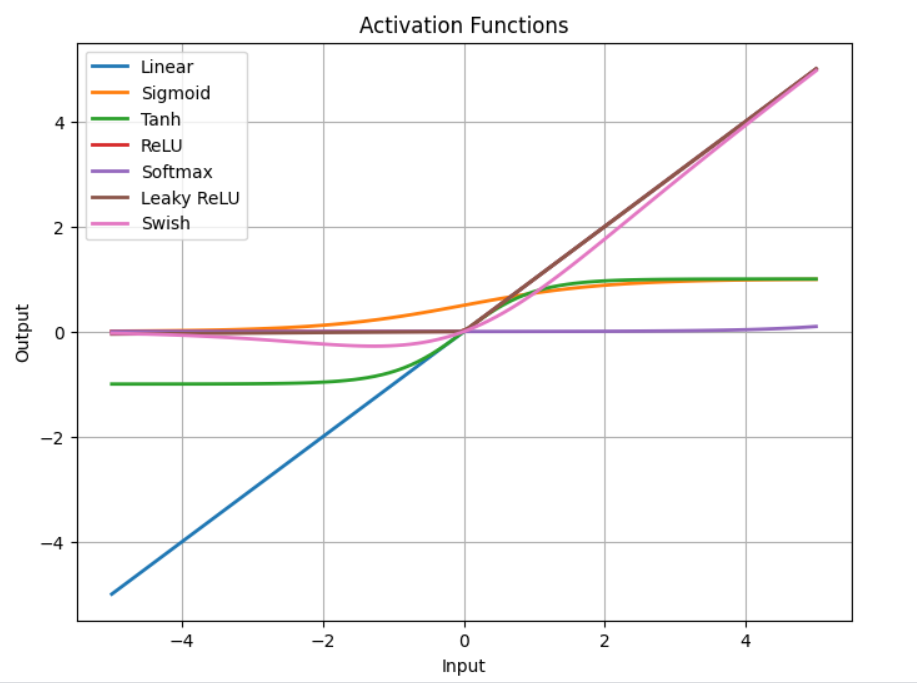 Activation Functions
Linear
Sigmoid
Tanh
ReLU
Softmax
Leaky ReLU
Swish
4
2
0
−2
−4
Output
−4 −2 0 2 4
Input